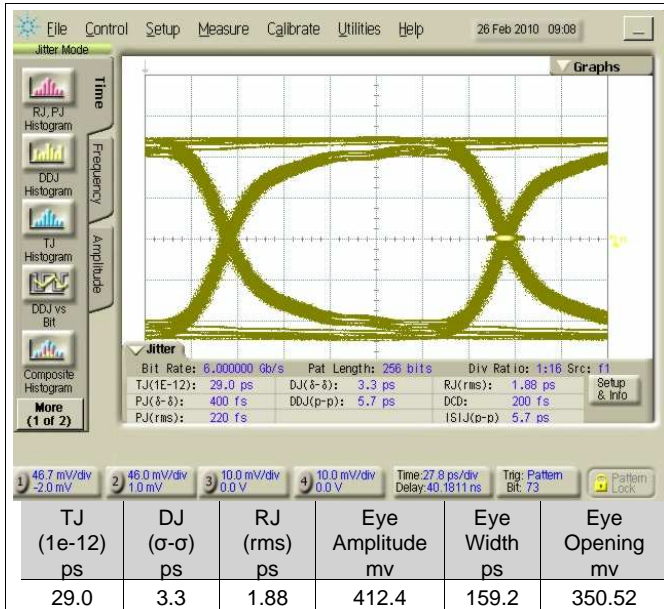 File Control Setup Measure Calibrate Utilities Help 26 Feb 2010 09:08
Jitter Mode
Graphs
Time
Frequency
Amplitude
RJ, PJ
Histogram
DDJ
Histogram
TJ
Histogram
DDJ vs
Bit
Composite
Histogram
More
(1 of 2)
Jitter
Bit Rate: 6.000000 Gb/s Pat Length: 256 bits Div Ratio: 1:16 Src: f1
TJ(1E-12): 29.0 ps DJ(δ-δ): 3.3 ps RJ(rms): 1.88 ps
PJ(δ-δ): 400 fs DDJ(p-p): 5.7 ps DCD: 200 fs
PJ(rms): 220 fs ISIJ(p-p) 5.7 ps
Setup
& Info
1) 46.7 mV/div
-2.0 mV
2) 46.0 mV/div
1.0 mV
3) 10.0 mV/div
0.0 V
4) 10.0 mV/div
0.0 V
Time:27.8 ps/div
Delay:40.1811 ns
Trig: Pattern
Bit: 73
Pattern
Lock
TJ DJ RJ Eye Eye Eye
(1e-12) (σ-σ) (rms) Amplitude Width Opening
ps ps ps mv ps mv
29.0 3.3 1.88 412.4 159.2 350.52